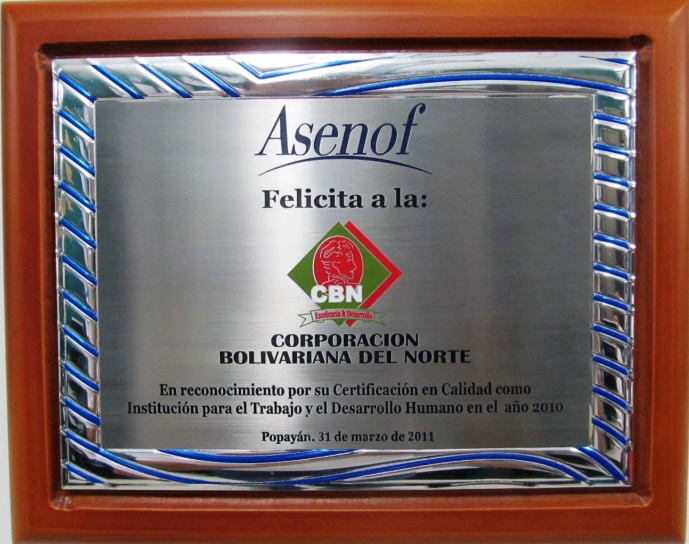 Asenof
Felicita a la:
CBN
Excelencia & Desarrollo
CORPORACION
BOLIVARIANA DEL NORTE
En reconocimiento por su Certificación en Calidad como
Institución para el Trabajo y el Desarrollo Humano en el año 2010
Popayán. 31 de marzo de 2011